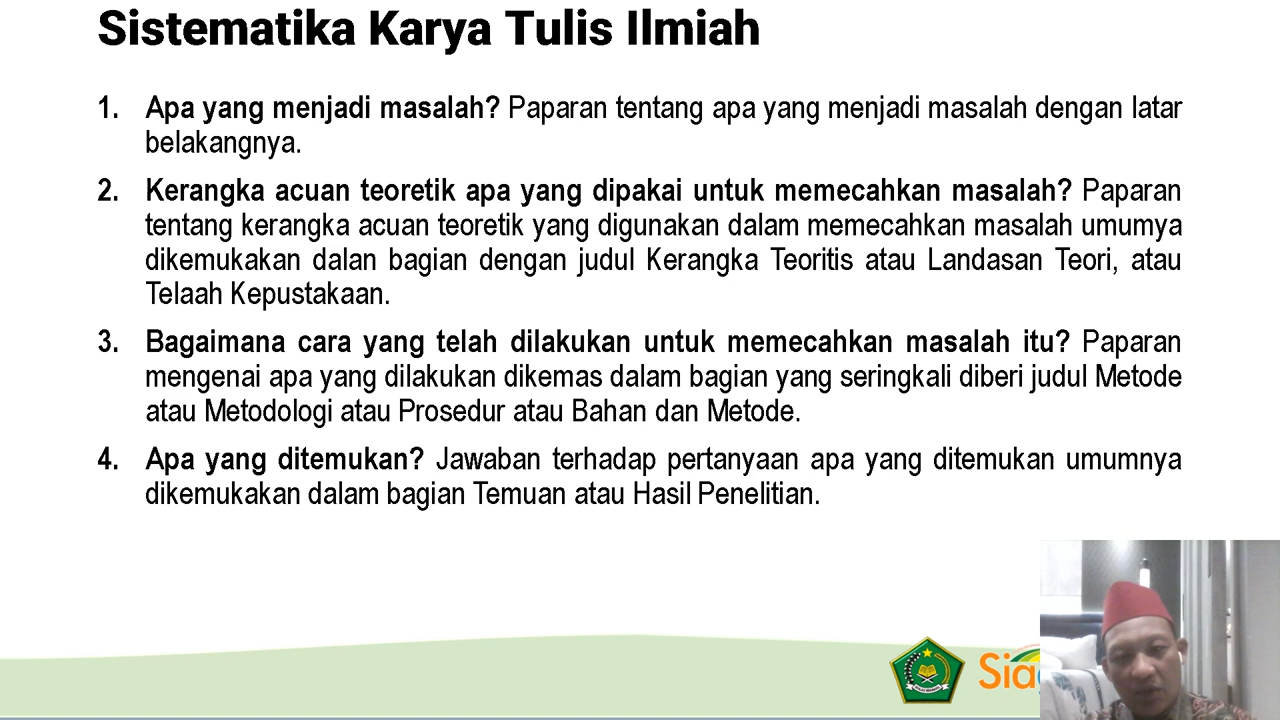 Sistematika Karya Tulis Ilmiah
1. Apa yang menjadi masalah? Paparan tentang apa yang menjadi masalah dengan latar
belakangnya.
2. Kerangka acuan teoretik apa yang dipakai untuk memecahkan masalah? Paparan
tentang kerangka acuan teoretik yang digunakan dalam memecahkan masalah umumya
dikemukakan dalan bagian dengan judul Kerangka Teoritis atau Landasan Teori, atau
Telaah Kepustakaan.
3. Bagaimana cara yang telah dilakukan untuk memecahkan masalah itu? Paparan
mengenai apa yang dilakukan dikemas dalam bagian yang seringkali diberi judul Metode
atau Metodologi atau Prosedur atau Bahan dan Metode.
4. Apa yang ditemukan? Jawaban terhadap pertanyaan apa yang ditemukan umumnya
dikemukakan dalam bagian Temuan atau Hasil Penelitian.